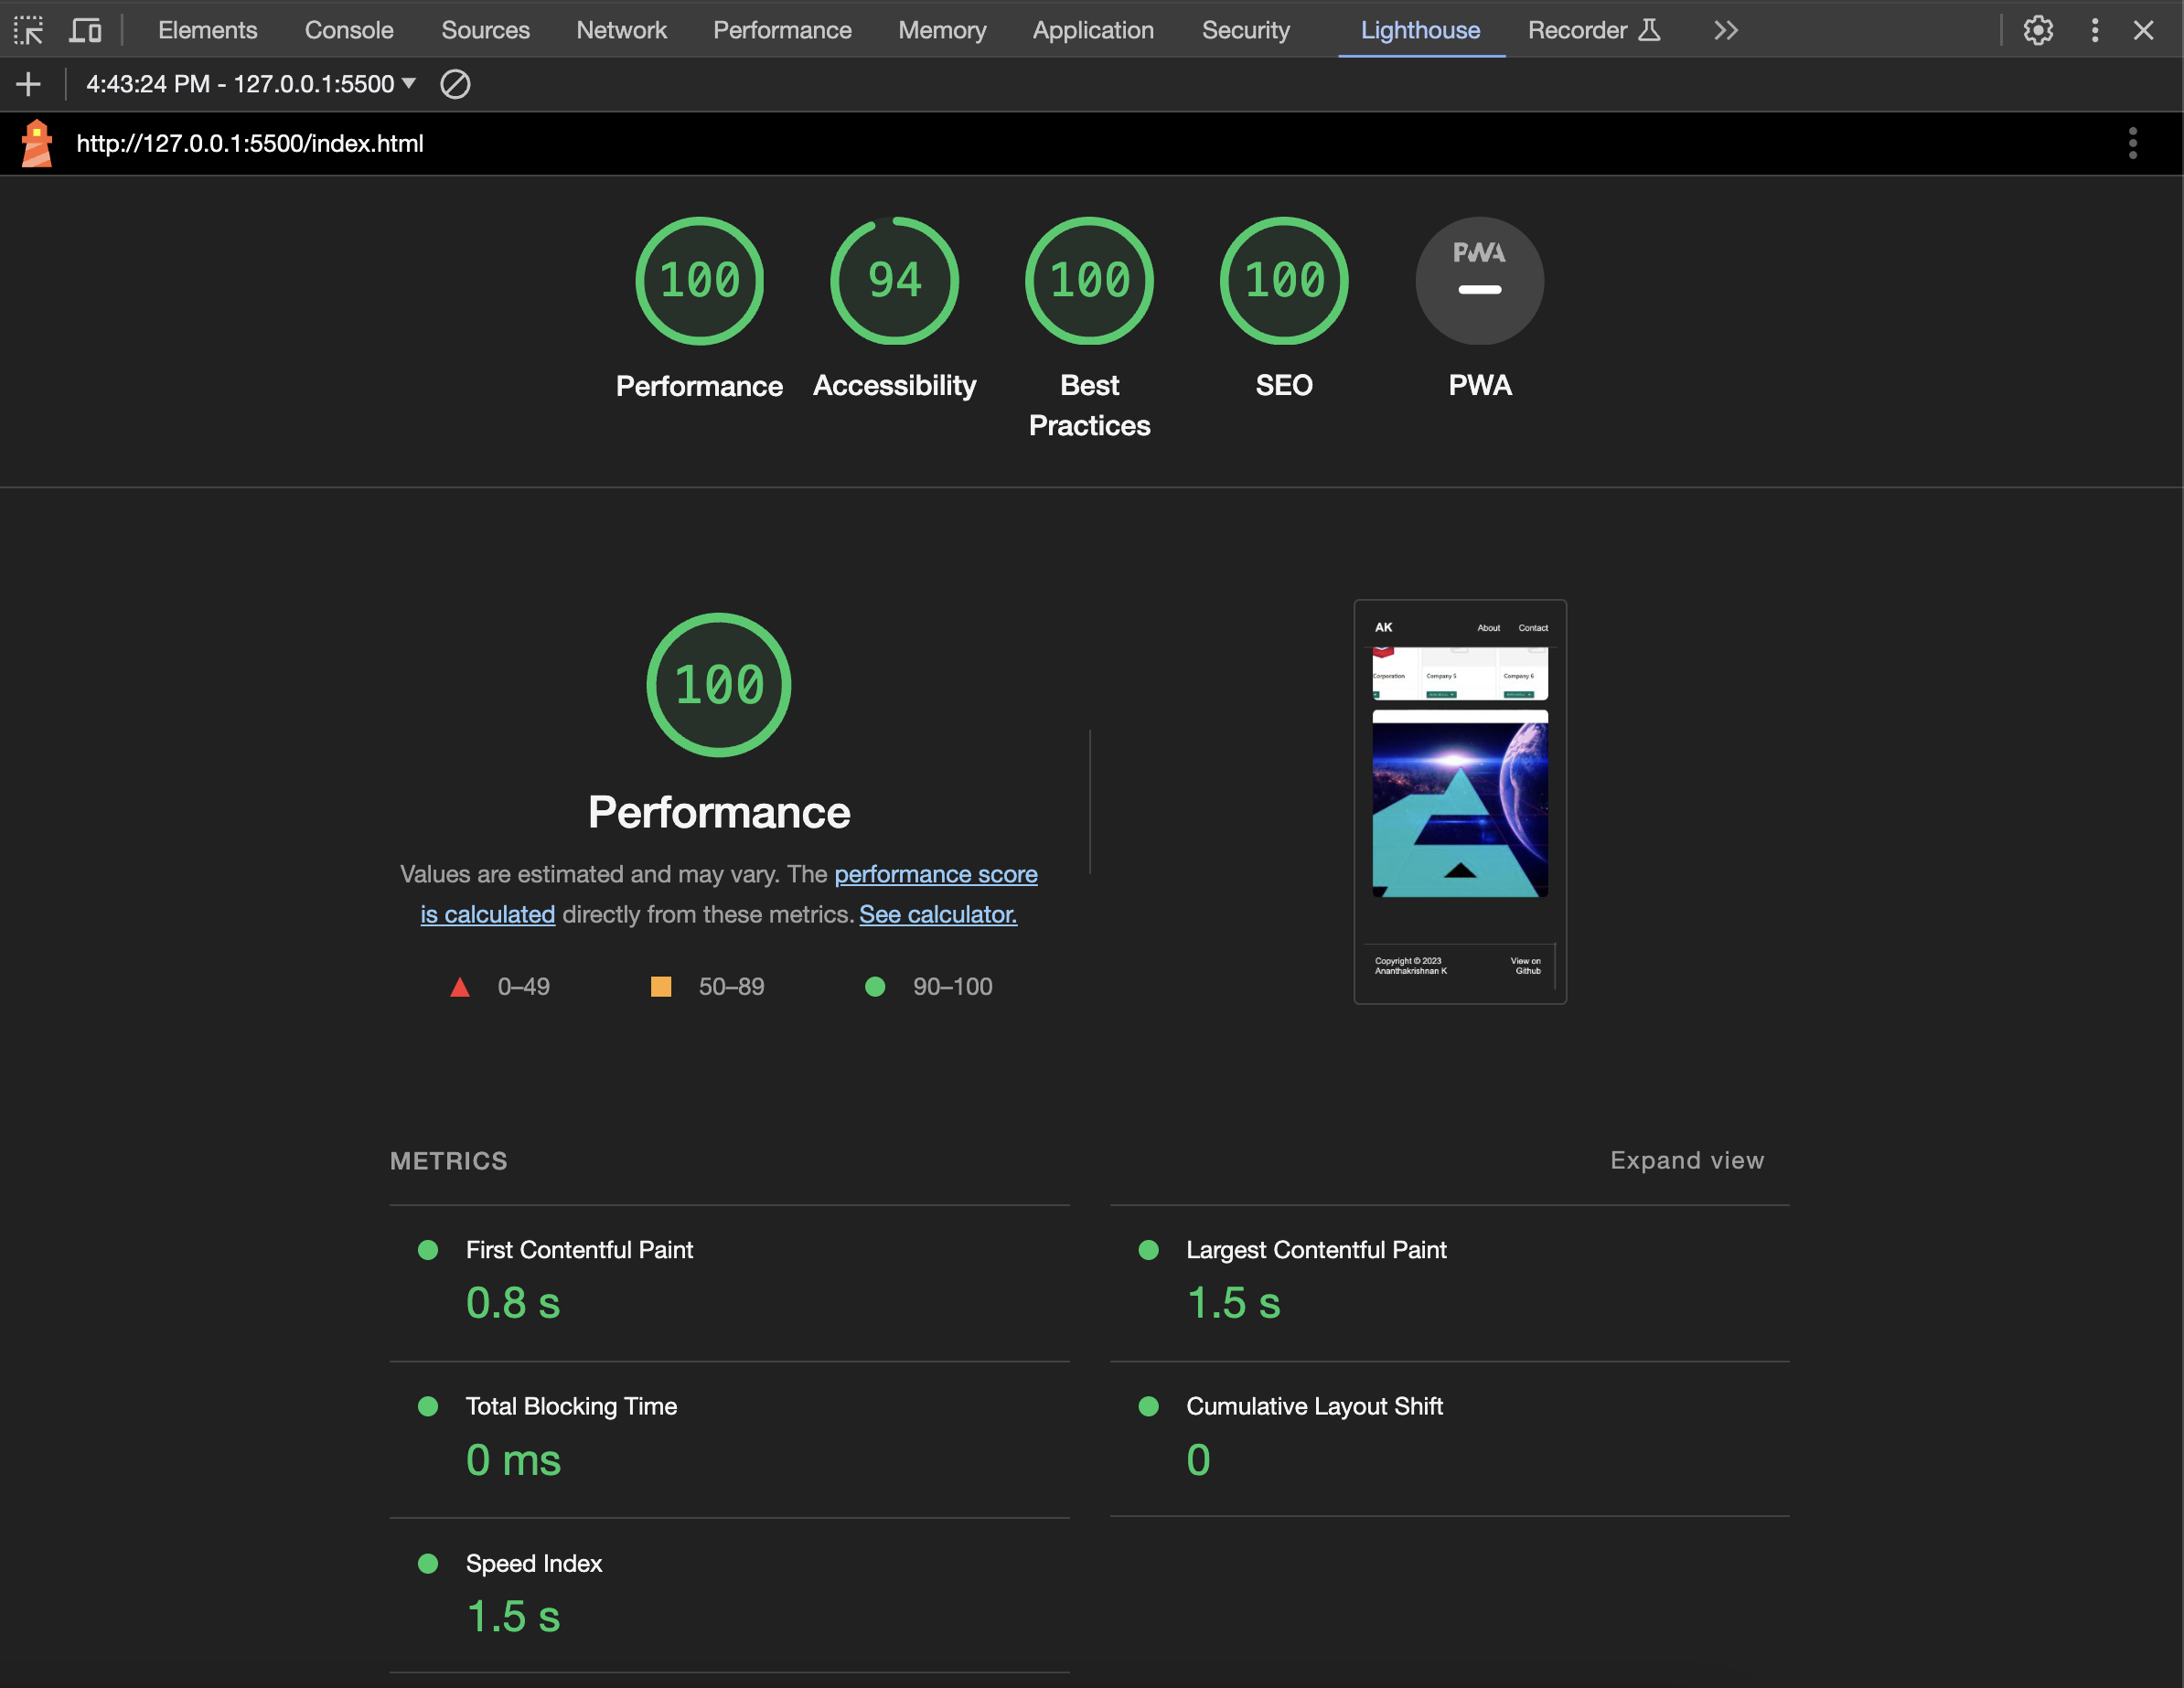 Elements Console Sources Network Performance Memory Application Security Lighthouse Recorder
4:43:24 PM - 127.0.0.1:5500
http://127.0.0.1:5500/index.html
100 94 100 100 PWA
Performance Accessibility Best Practices SEO PWA
100
Performance
Values are estimated and may vary. The performance score
is calculated directly from these metrics. See calculator.
0–49 50–89 90–100
AK About Contact
Corporation Company 5 Company 6
Copyright © 2023 View on
Ananthakrishnan K Github
METRICS Expand view
First Contentful Paint
0.8 s
Largest Contentful Paint
1.5 s
Total Blocking Time
0 ms
Cumulative Layout Shift
0
Speed Index
1.5 s